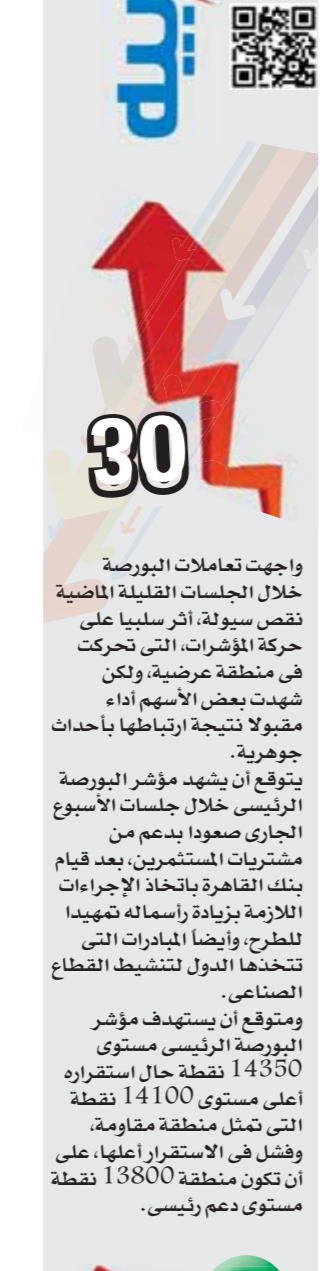 30
واجهت تعاملات البورصة
خلال الجلسات القليلة الماضية
نقص سيولة، أثر سلبيا على
حركة المؤشرات، التى تحركت
فى منطقة عرضية، ولكن
شهدت بعض الأسهم أداء
مقبولا نتيجة ارتباطها بأحداث
جوهرية.
يتوقع أن يشهد مؤشر البورصة
الرئيسى خلال جلسات الأسبوع
الجارى صعودا بدعم من
مشتريات المستثمرين، بعد قيام
بنك القاهرة باتخاذ الإجراءات
اللازمة بزيادة رأسماله تمهيدا
للطرح، وأيضاً المبادرات التى
تتخذها الدول لتنشيط القطاع
الصناعى.
ومتوقع أن يستهدف مؤشر
البورصة الرئيسى مستوى
14350 نقطة حال استقراره
أعلى مستوى 14100 نقطة
التى تمثل منطقة مقاومة،
وفشل فى الاستقرار أعلها، على
أن تكون منطقة 13800 نقطة
مستوى دعم رئيسى.